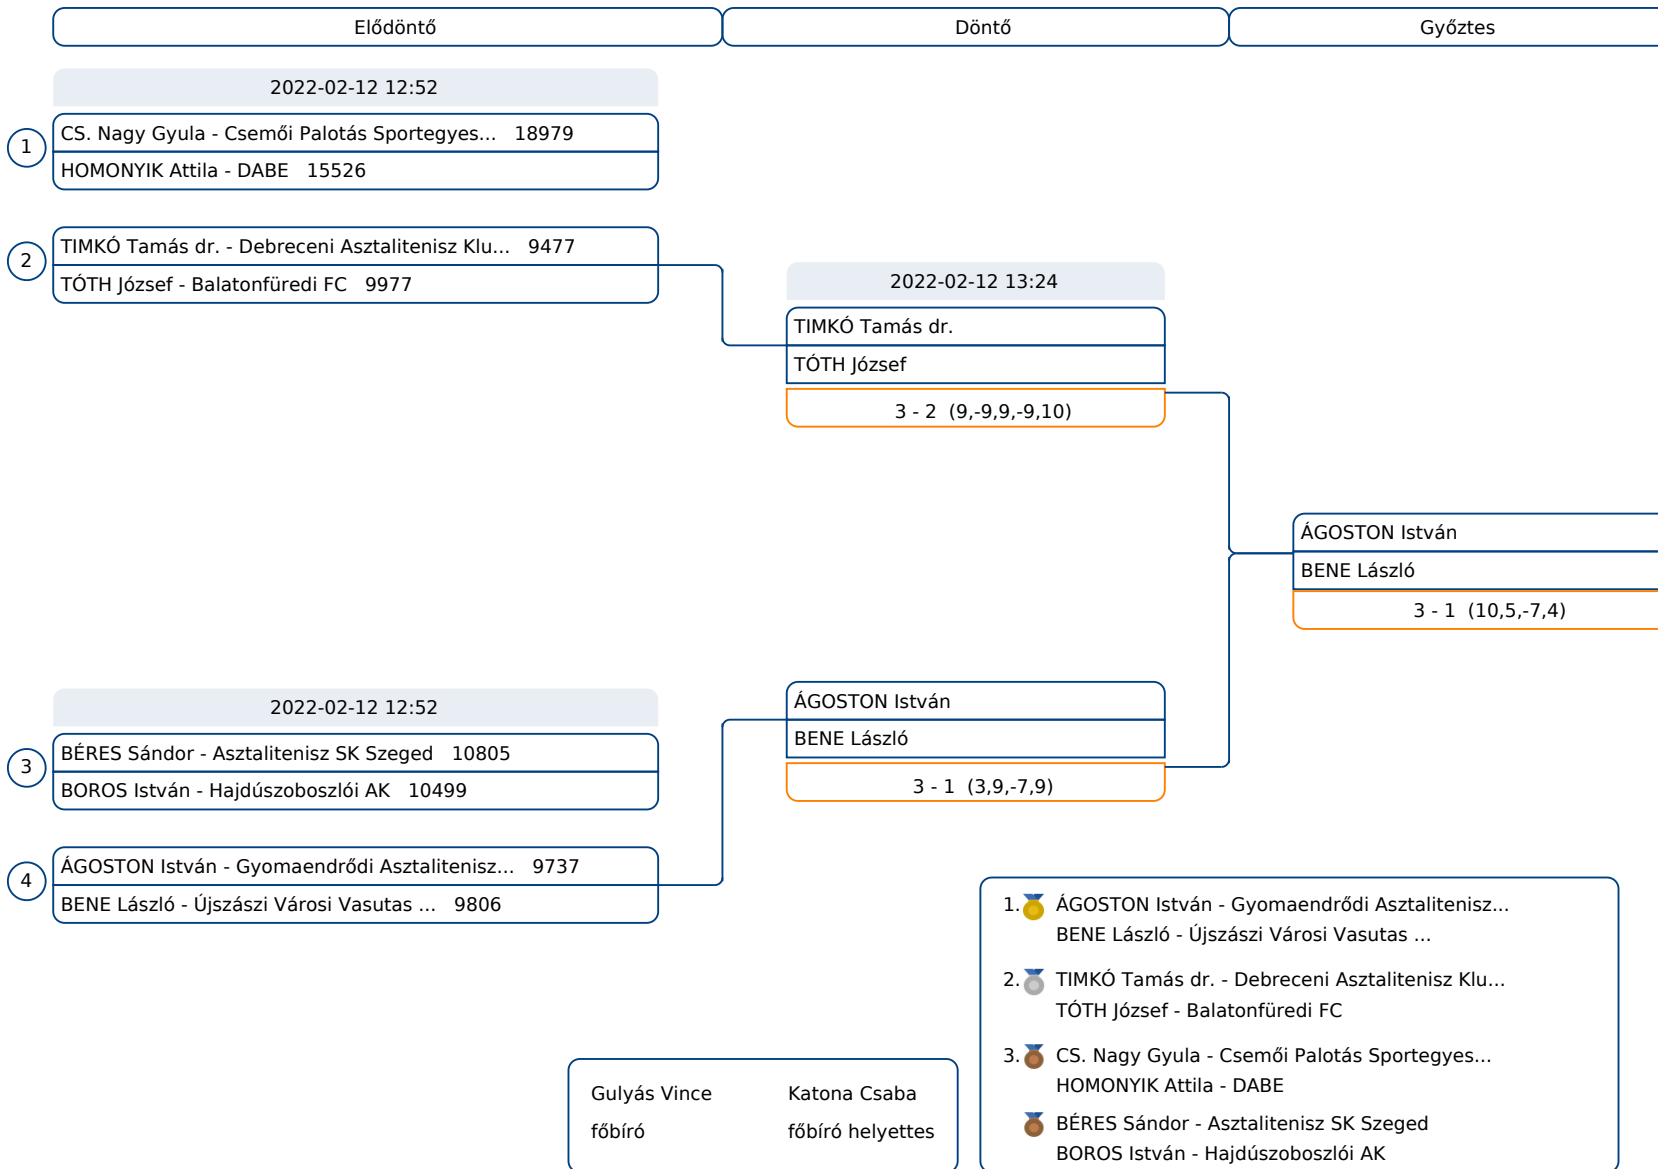 Elődöntő
Döntő
Győztes
2022-02-12 12:52
1
CS. Nagy Gyula - Csemői Palotás Sportegyes... 18979
HOMONYIK Attila - DABE 15526
2
TIMKÓ Tamás dr. - Debreceni Asztalitenisz Klu... 9477
TÓTH József - Balatonfüredi FC 9977
2022-02-12 13:24
TIMKÓ Tamás dr.
TÓTH József
3 - 2 (9,-9,9,-9,10)
ÁGOSTON István
BENE László
3 - 1 (10,5,-7,4)
2022-02-12 12:52
3
BÉRES Sándor - Asztalitenisz SK Szeged 10805
BOROS István - Hajdúszoboszlói AK 10499
ÁGOSTON István
BENE László
3 - 1 (3,9,-7,9)
4
ÁGOSTON István - Gyomaendrődi Asztalitenisz... 9737
BENE László - Újszászi Városi Vasutas ... 9806
1. ÁGOSTON István - Gyomaendrődi Asztalitenisz...
BENE László - Újszászi Városi Vasutas ...
2. TIMKÓ Tamás dr. - Debreceni Asztalitenisz Klu...
TÓTH József - Balatonfüredi FC
3. CS. Nagy Gyula - Csemői Palotás Sportegyes...
HOMONYIK Attila - DABE
BÉRES Sándor - Asztalitenisz SK Szeged
BOROS István - Hajdúszoboszlói AK
Gulyás Vince
főbíró
Katona Csaba
főbíró helyettes